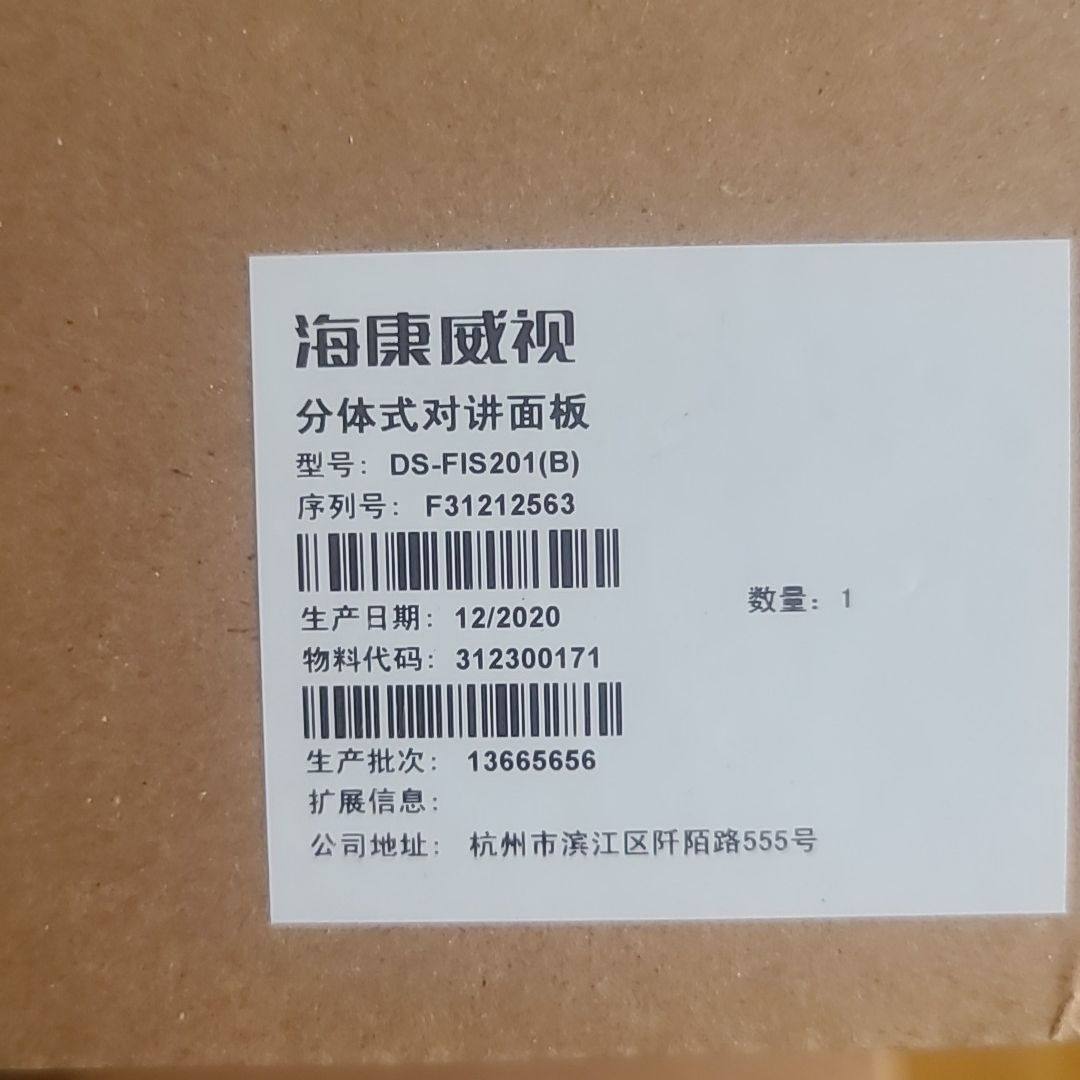 海康威视
分体式对讲面板
型号： DS-FIS201(B)
序列号： F31212563
数量：1
生产日期：12/2020
物料代码：312300171
生产批次： 13665656
扩展信息：
公司地址： 杭州市滨江区阡陌路555号